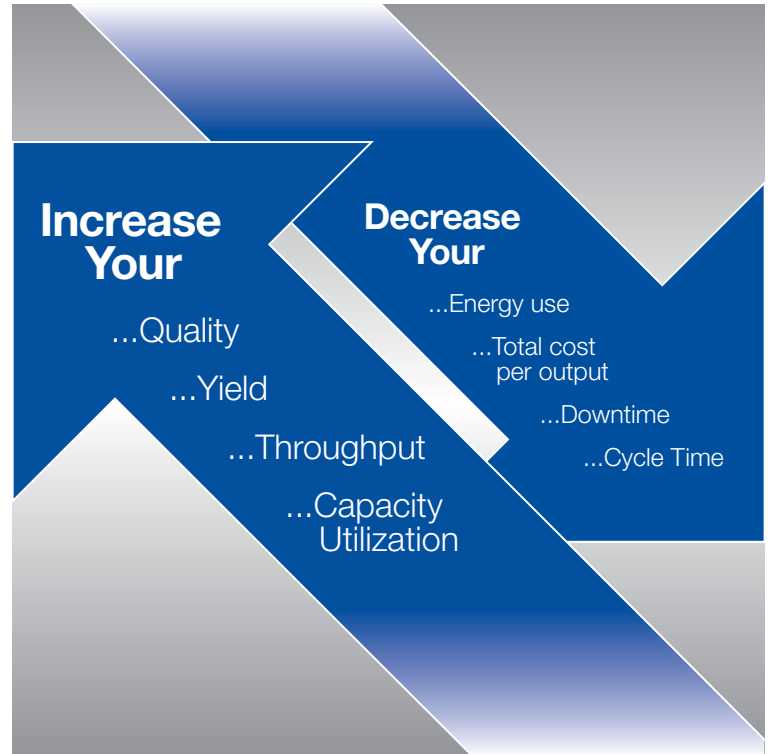 Increase
Your
...Quality
...Yield
...Throughput
...Capacity
Utilization
Decrease
Your
...Energy use
...Total cost
per output
...Downtime
...Cycle Time